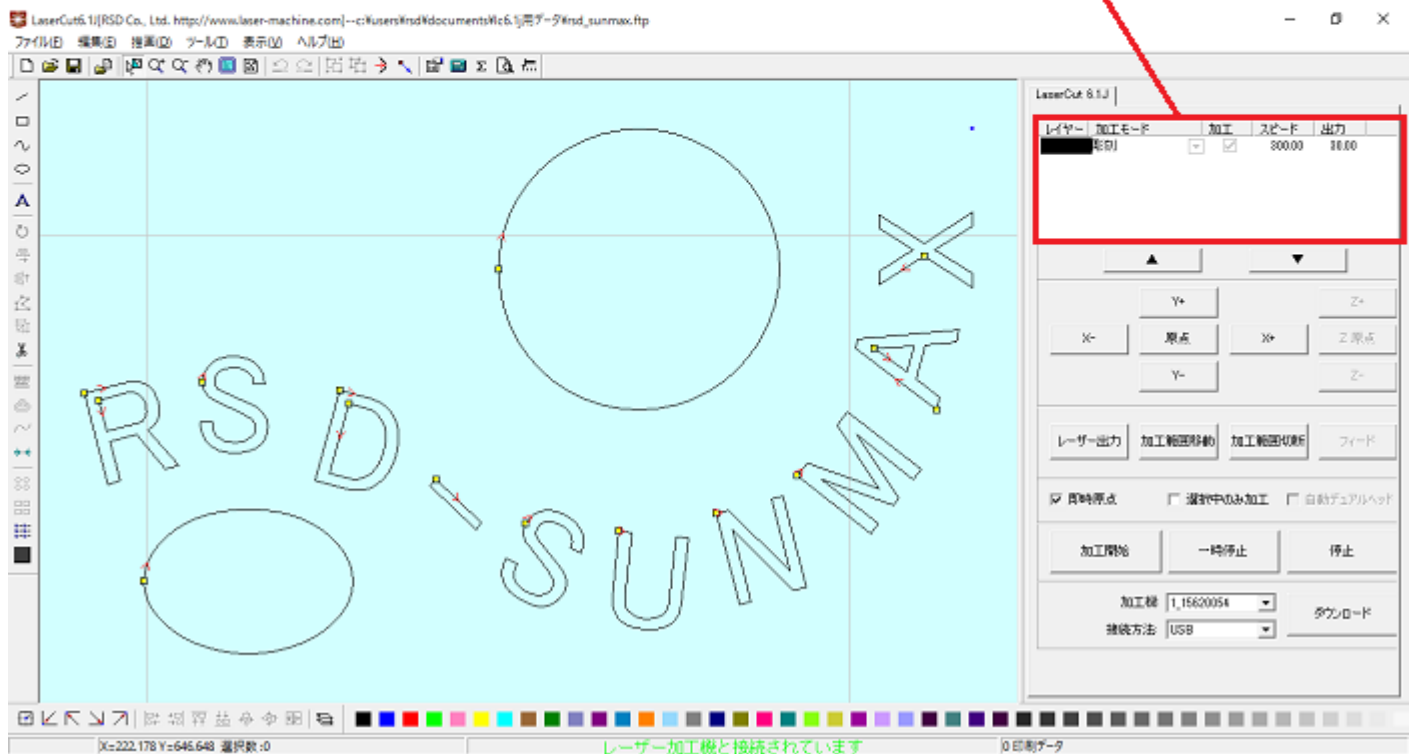 LaserCut6.1J[RSD Co., Ltd. http://www.laser-machine.com]--c:¥users¥rsd¥documents¥lc6.1j用データ¥rsd_sunmax.ftp
ファイル(F) 編集(E) 描画(D) ツール(T) 表示(V) ヘルプ(H)
LaserCut 6.1J
レイヤー 加工モード 加工 スピード 出力
彫刻 300.00 30.00
▲ ▼
Y+ Z+
X- 原点 X+ Z 原点
Y- Z-
レーザー出力 加工範囲移動 加工範囲切断 フィード
即時原点 選択中のみ加工 自動デュアルヘッド
加工開始 一時停止 停止
加工機 1_15620054 ダウンロード
接続方法 USB
RSD-SUNMAX
X=222.178 Y=646.648 選択数:0 レーザー加工機と接続されています 0 印刷データ